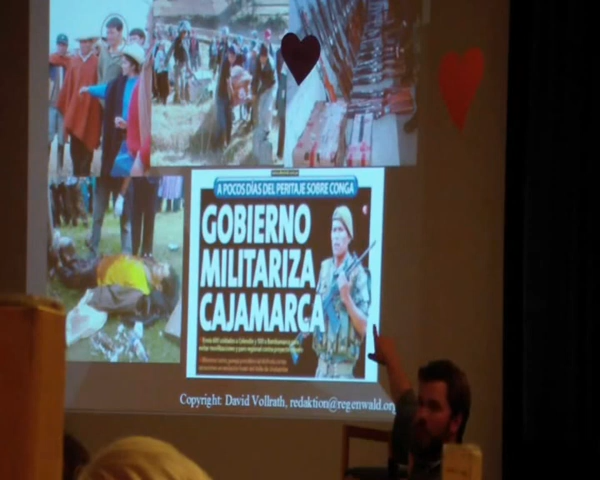 A POCOS DÍAS DEL PERITAJE SOBRE CONGA
GOBIERNO
MILITARIZA
CAJAMARCA
Copyright: David Vollrath, redaktion@regenwald.org